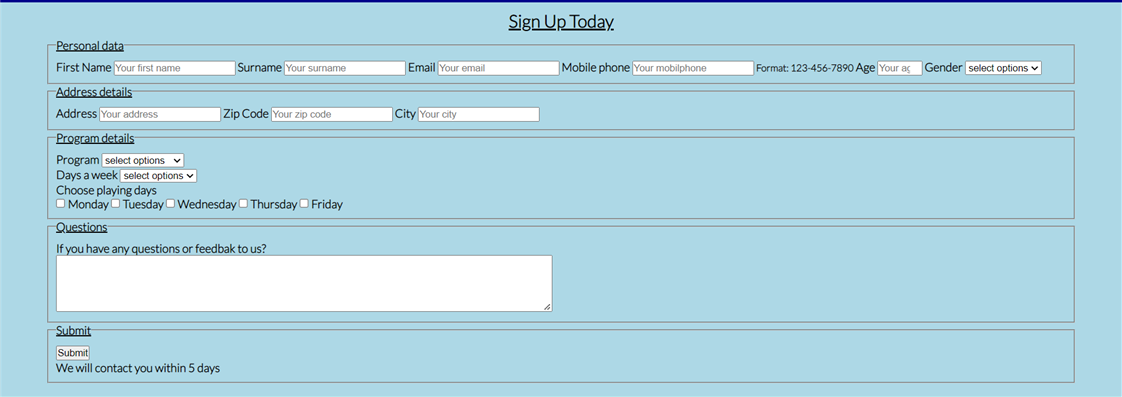 Sign Up Today
Personal data
First Name Your first name Surname Your surname Email Your email Mobile phone Your mobilphone Format: 123-456-7890 Age Your ag Gender select options
Address details
Address Your address Zip Code Your zip code City Your city
Program details
Program select options
Days a week select options
Choose playing days
Monday Tuesday Wednesday Thursday Friday
Questions
If you have any questions or feedbak to us?
Submit
Submit
We will contact you within 5 days